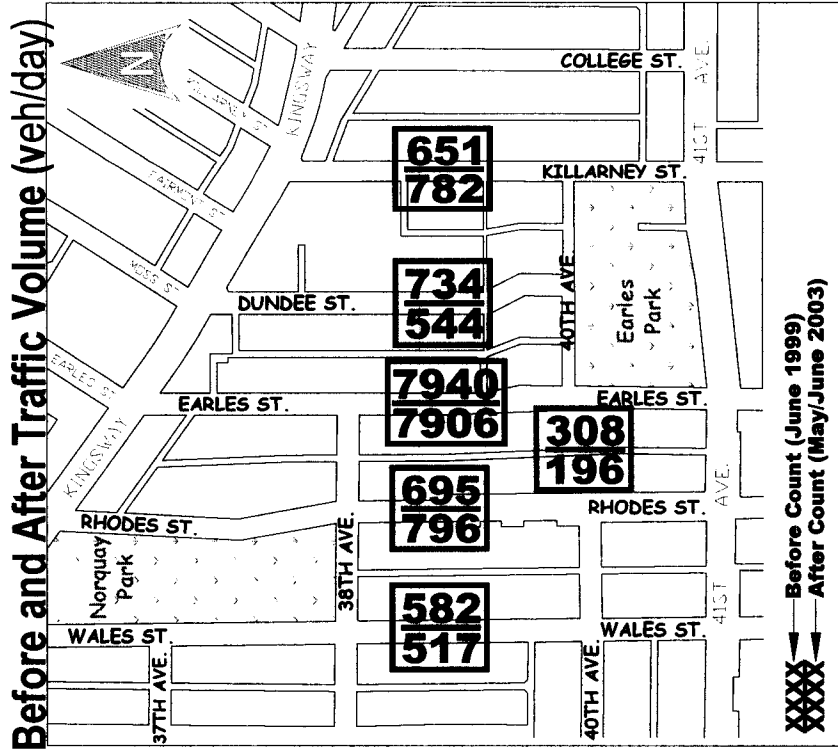 Before and After Traffic Volume (veh/day)
N
KINGSWAY
KILLARNEY ST.
COLLEGE ST.
41ST AVE.
651
782
KILLARNEY ST.
FAIRMONT ST.
MOSS ST
734
544
DUNDEE ST.
40TH AVE
Earles
Park
EARLES ST.
7940
7906
EARLES ST.
EARLES ST.
308
196
KINGSWAY
695
796
RHODES ST.
RHODES ST.
38TH AVE.
41ST AVE.
Norquay
Park
582
517
WALES ST.
WALES ST.
37TH AVE.
40TH AVE.
XXXX Before Count (June 1999)
XXXX After Count (May/June 2003)